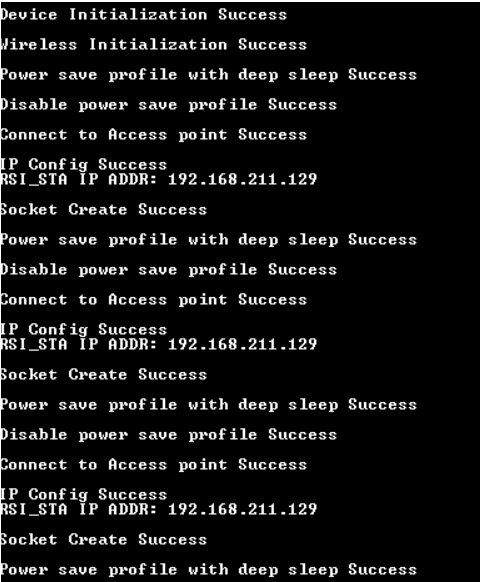 Device Initialization Success
Wireless Initialization Success
Power save profile with deep sleep Success
Disable power save profile Success
Connect to Access point Success
IP Config Success
RSI_STA IP ADDR: 192.168.211.129
Socket Create Success
Power save profile with deep sleep Success
Disable power save profile Success
Connect to Access point Success
IP Config Success
RSI_STA IP ADDR: 192.168.211.129
Socket Create Success
Power save profile with deep sleep Success
Disable power save profile Success
Connect to Access point Success
IP Config Success
RSI_STA IP ADDR: 192.168.211.129
Socket Create Success
Power save profile with deep sleep Success